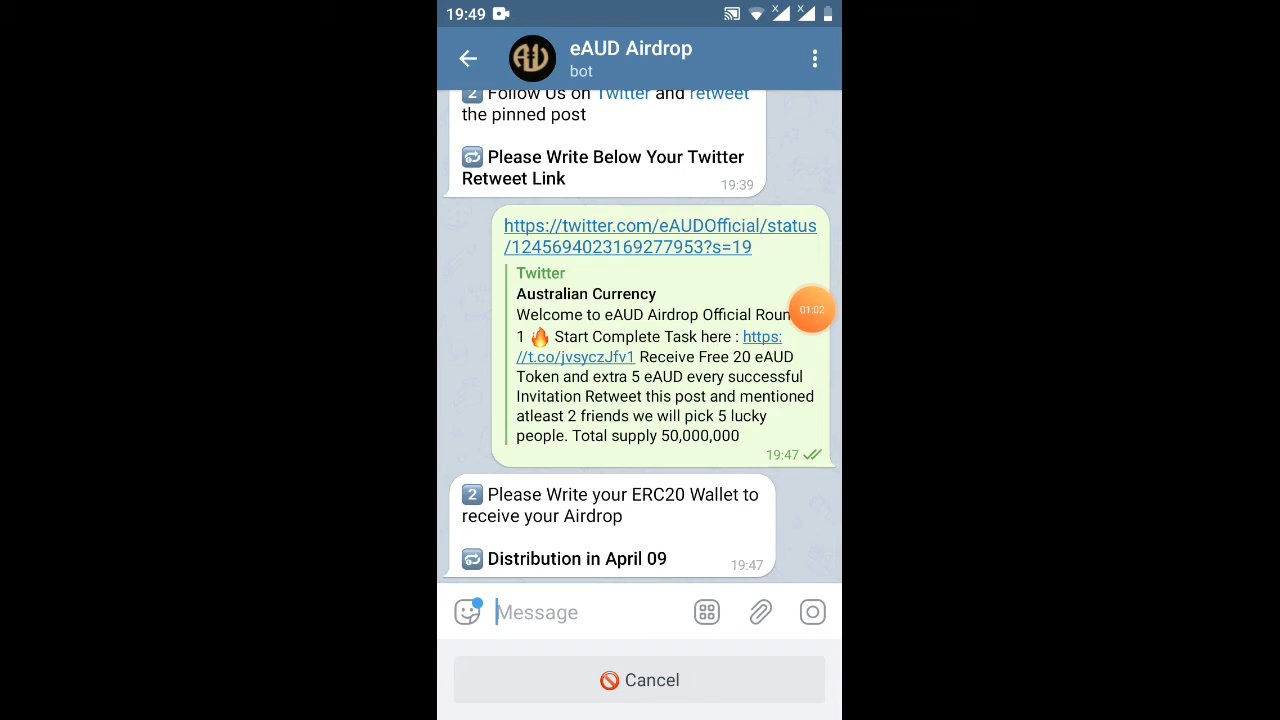 19:49
eAUD Airdrop
bot
2 Follow Us on Twitter and retweet
the pinned post
Please Write Below Your Twitter
Retweet Link
19:39
https://twitter.com/eAUDOfficial/status
/1245694023169277953?s=19
Twitter
Australian Currency
Welcome to eAUD Airdrop Official Roun
01:02
1 🔥 Start Complete Task here : https:
//t.co/jvsyczJfv1 Receive Free 20 eAUD
Token and extra 5 eAUD every successful
Invitation Retweet this post and mentioned
atleast 2 friends we will pick 5 lucky
people. Total supply 50,000,000
19:47
2 Please Write your ERC20 Wallet to
receive your Airdrop
Distribution in April 09
19:47
Message
Cancel